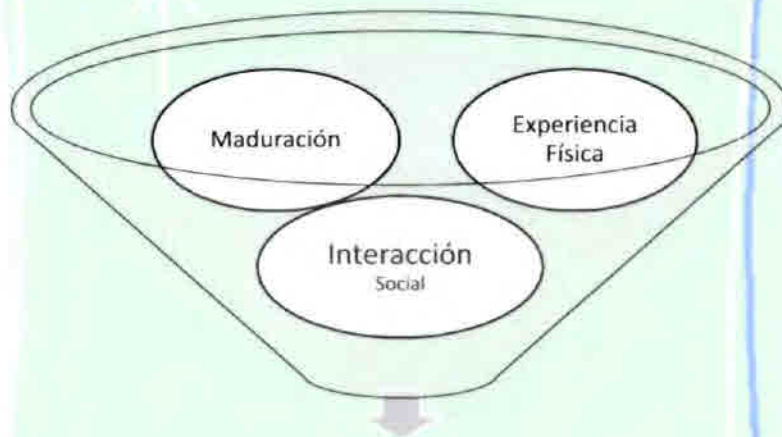 Maduración
Experiencia
Física
Interacción
Social